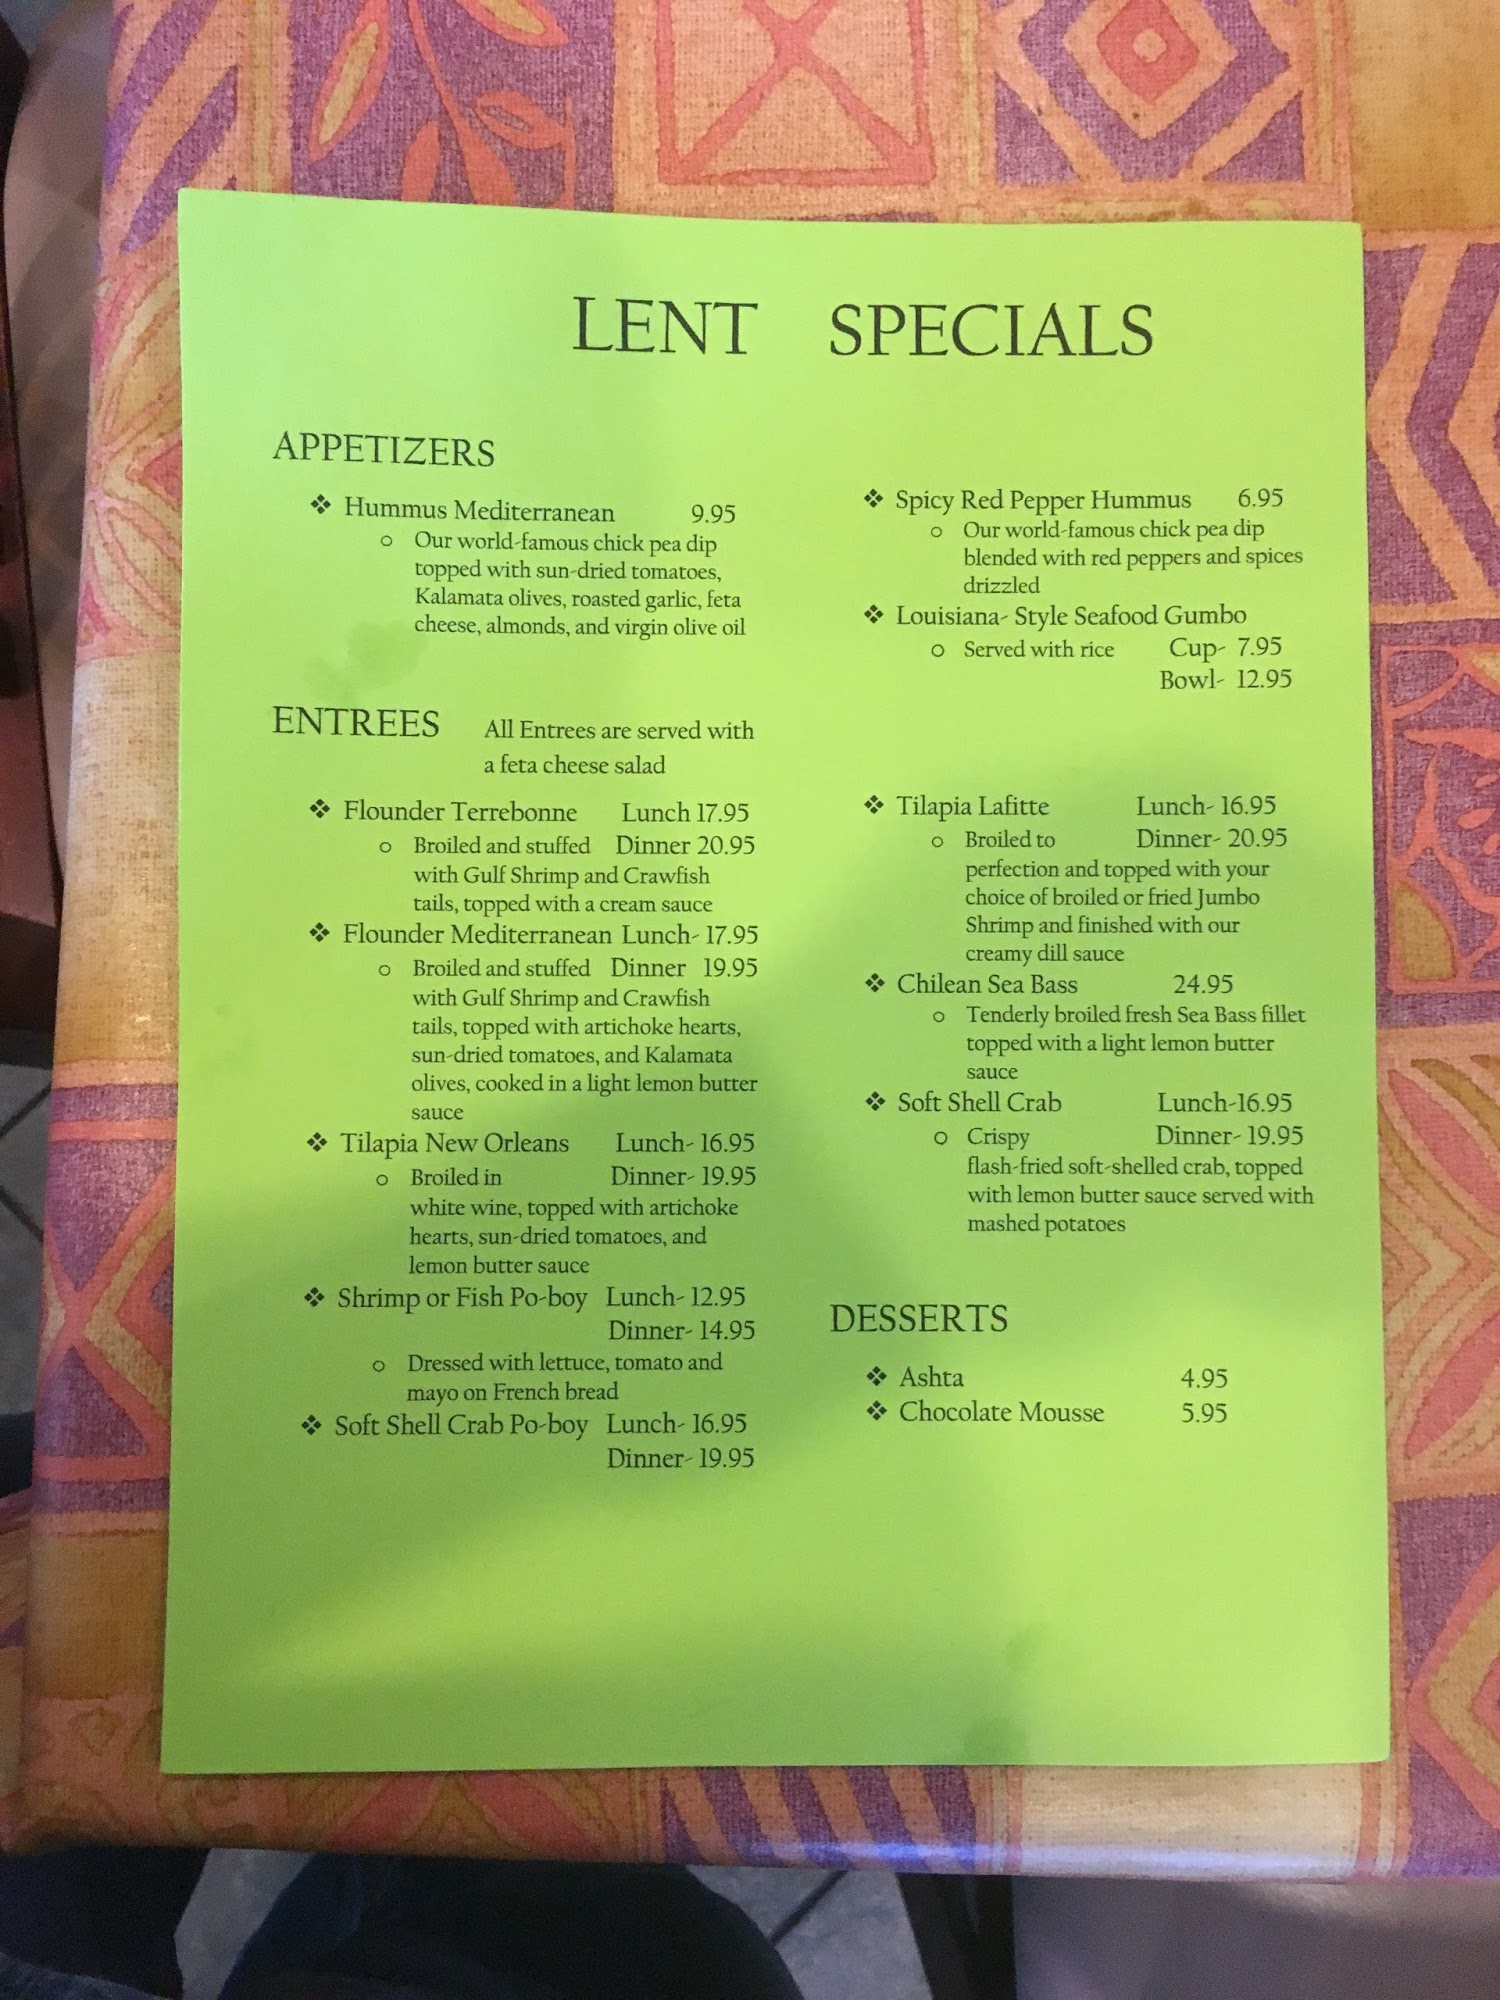 LENT SPECIALS
APPETIZERS
❖ Hummus Mediterranean 9.95
o Our world-famous chick pea dip
topped with sun-dried tomatoes,
Kalamata olives, roasted garlic, feta
cheese, almonds, and virgin olive oil
❖ Spicy Red Pepper Hummus 6.95
o Our world-famous chick pea dip
blended with red peppers and spices
drizzled
❖ Louisiana- Style Seafood Gumbo
o Served with rice Cup- 7.95
Bowl- 12.95
ENTREES All Entrees are served with
a feta cheese salad
❖ Flounder Terrebonne Lunch 17.95
o Broiled and stuffed Dinner 20.95
with Gulf Shrimp and Crawfish
tails, topped with a cream sauce
❖ Flounder Mediterranean Lunch- 17.95
o Broiled and stuffed Dinner 19.95
with Gulf Shrimp and Crawfish
tails, topped with artichoke hearts,
sun-dried tomatoes, and Kalamata
olives, cooked in a light lemon butter
sauce
❖ Tilapia New Orleans Lunch- 16.95
o Broiled in Dinner- 19.95
white wine, topped with artichoke
hearts, sun-dried tomatoes, and
lemon butter sauce
❖ Shrimp or Fish Po-boy Lunch- 12.95
Dinner- 14.95
o Dressed with lettuce, tomato and
mayo on French bread
❖ Soft Shell Crab Po-boy Lunch- 16.95
Dinner- 19.95
❖ Tilapia Lafitte Lunch- 16.95
o Broiled to Dinner- 20.95
perfection and topped with your
choice of broiled or fried Jumbo
Shrimp and finished with our
creamy dill sauce
❖ Chilean Sea Bass 24.95
o Tenderly broiled fresh Sea Bass fillet
topped with a light lemon butter
sauce
❖ Soft Shell Crab Lunch-16.95
o Crispy Dinner- 19.95
flash-fried soft-shelled crab, topped
with lemon butter sauce served with
mashed potatoes
DESSERTS
❖ Ashta 4.95
❖ Chocolate Mousse 5.95